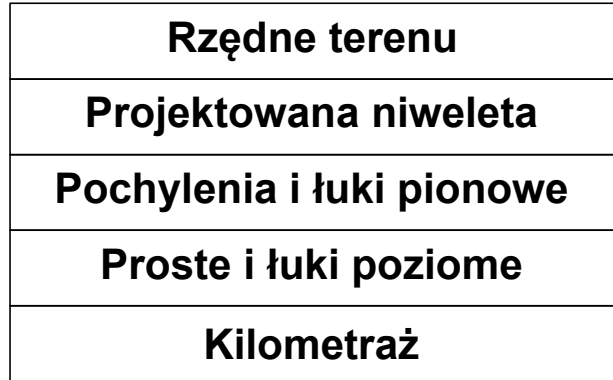 Rzędne terenu
Projektowana niweleta
Pochylenia i łuki pionowe
Proste i łuki poziome
Kilometraż